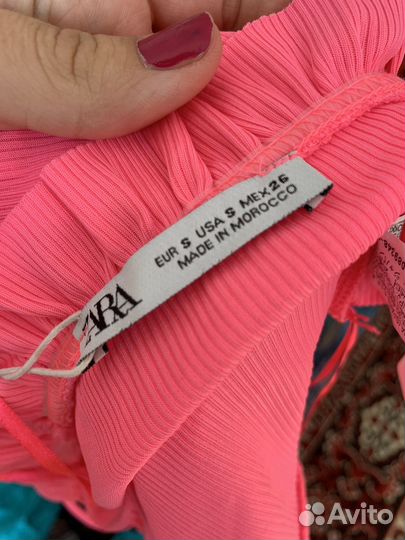 ZARA
EUR S USA S MEX 26
MADE IN MOROCCO
Avito